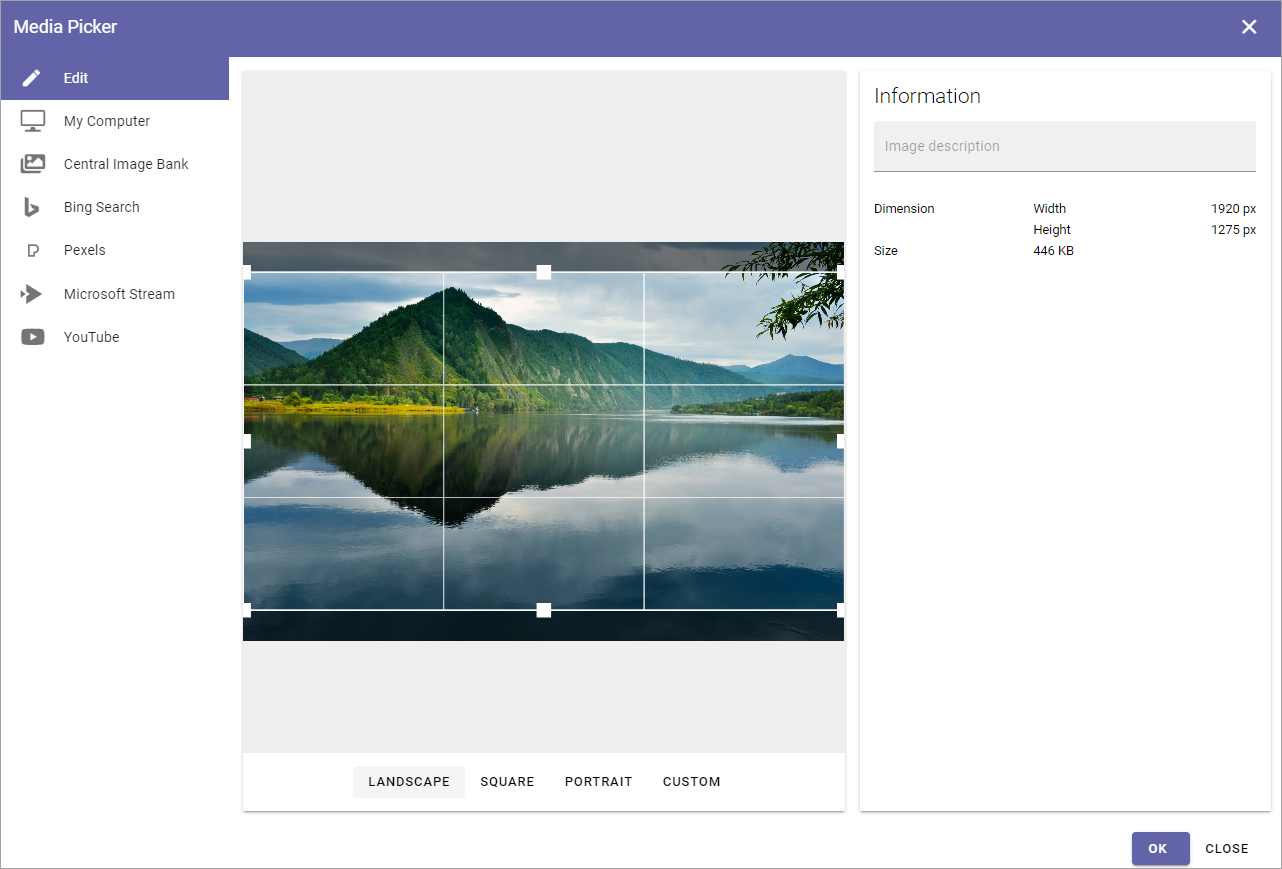 Media Picker
Edit
My Computer
Central Image Bank
Bing Search
Pexels
Microsoft Stream
YouTube
LANDSCAPE SQUARE PORTRAIT CUSTOM
Information
Image description
Dimension Width 1920 px
Height 1275 px
Size 446 KB
OK CLOSE